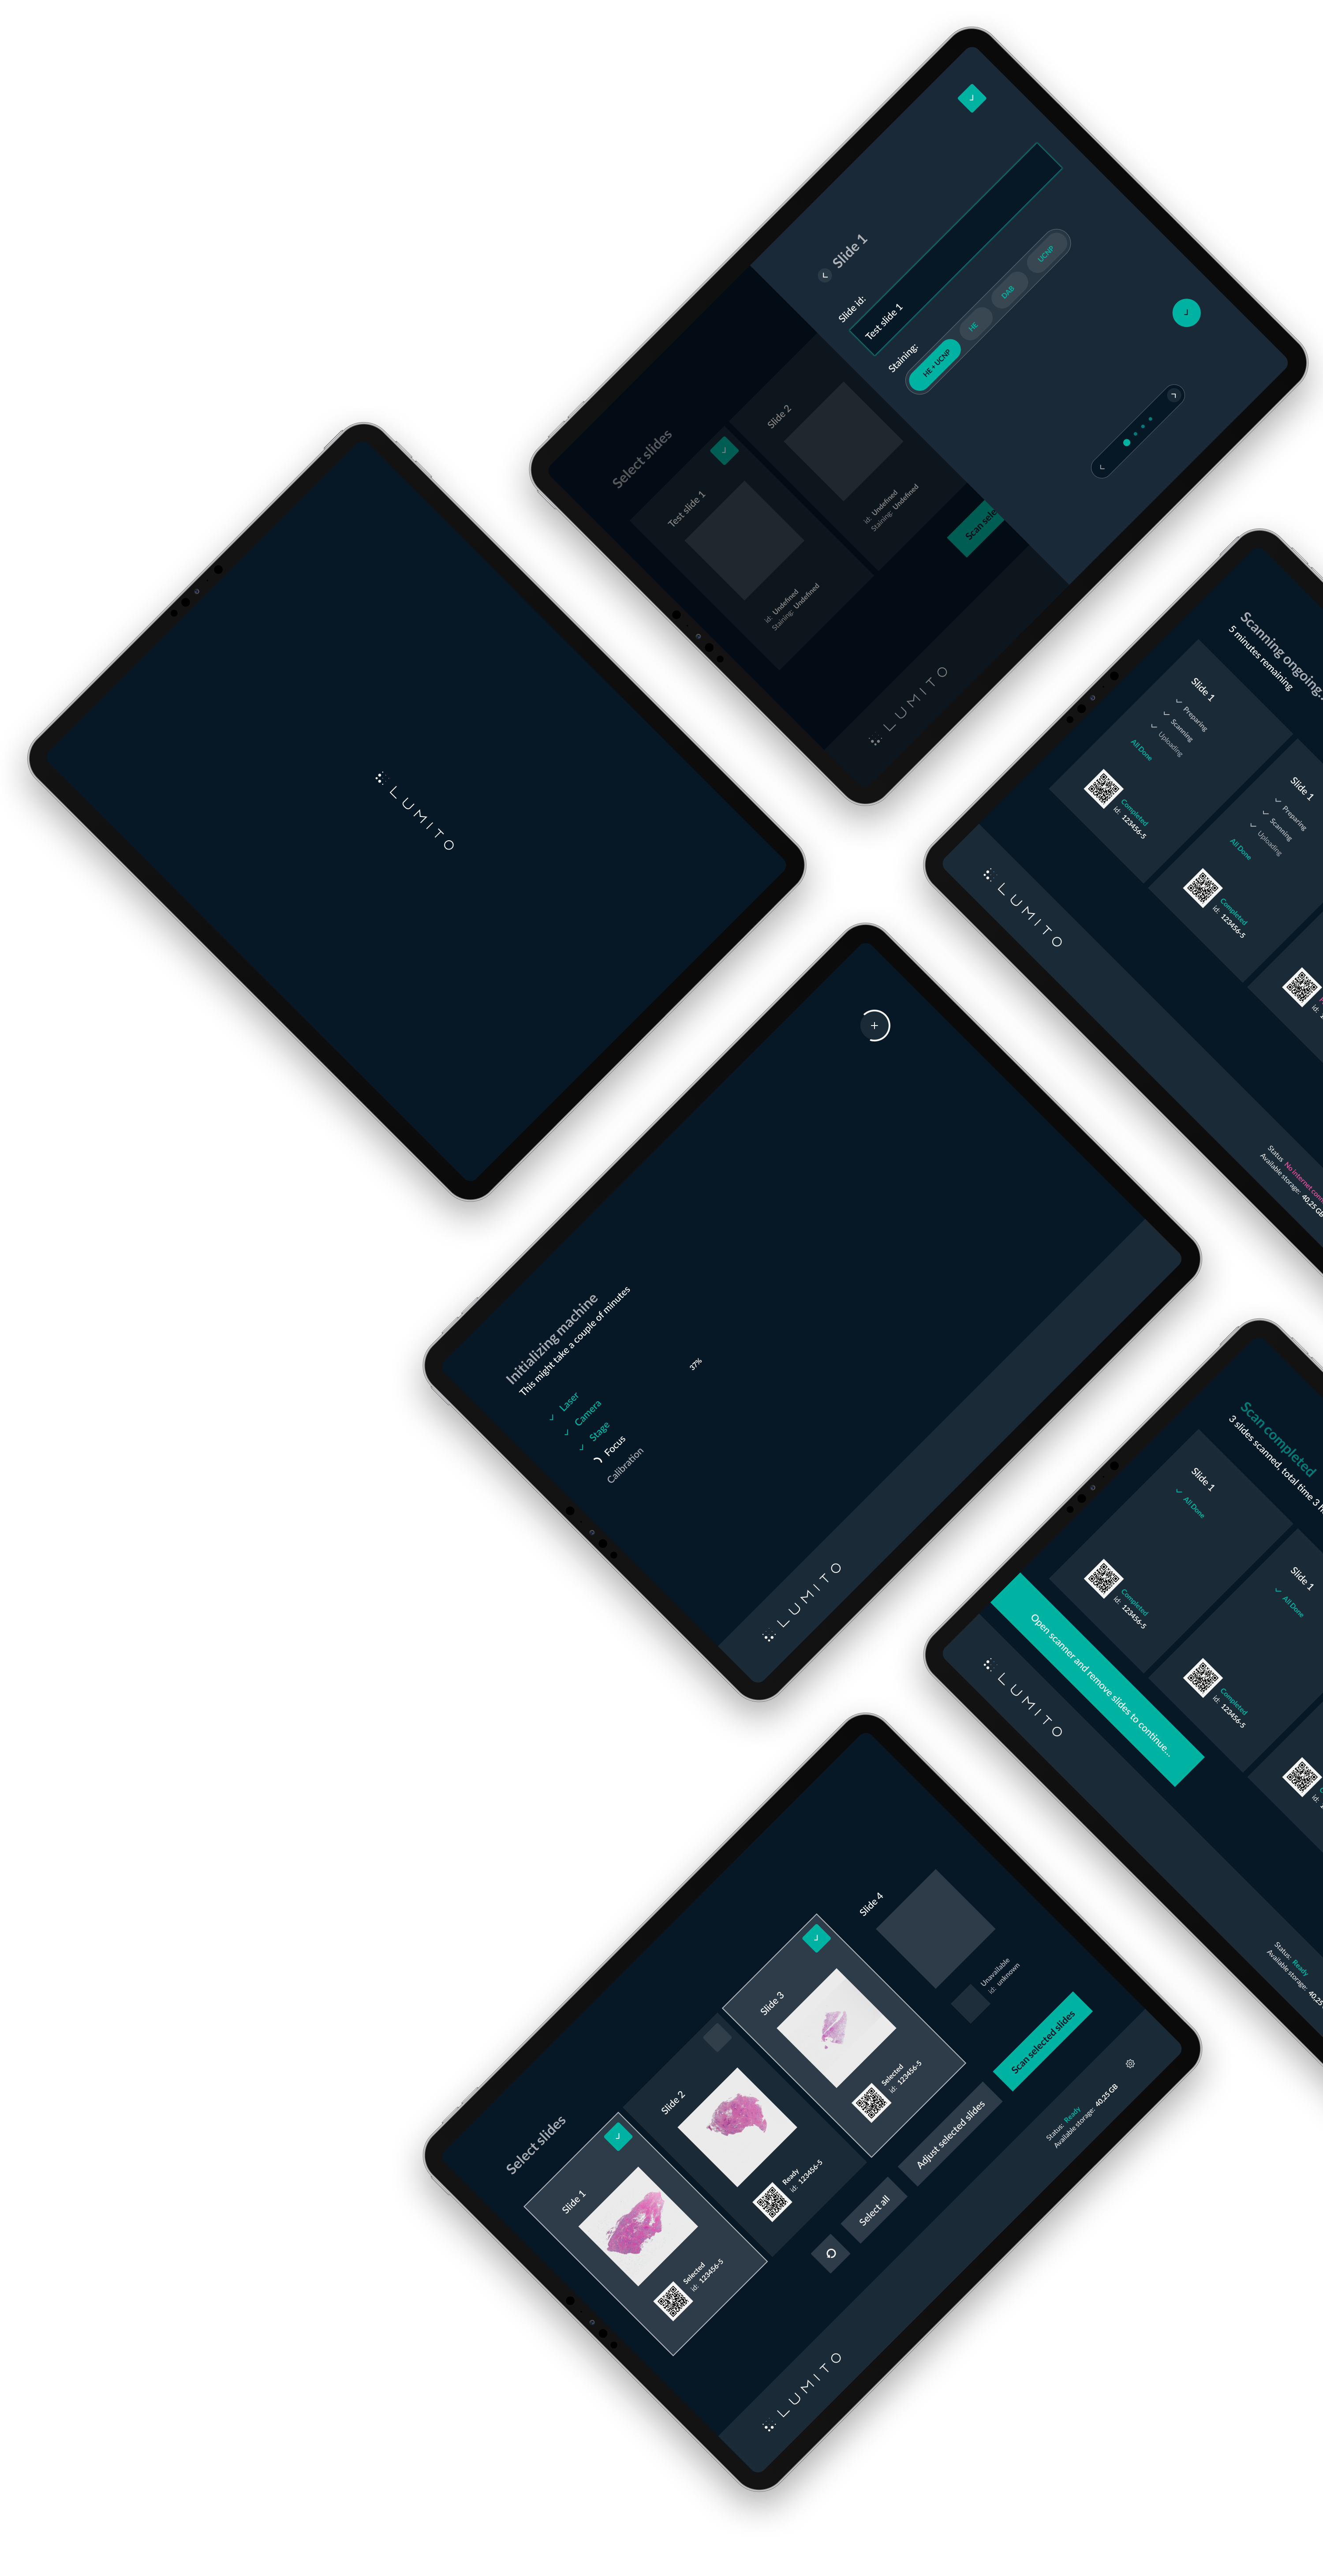 Slide 1
Slide id:
Test slide 1
Staining:
HE + UCNP
HE
DAB
UCNP
Select slides
Test slide 1
id: Undefined
Staining: Undefined
Slide 2
id: Undefined
Staining: Undefined
LUMITO
LUMITO
Scanning ongoing...
5 minutes remaining
Slide 1
Preparing
Scanning
Uploading
All Done
Completed
id: 123456-5
Slide 1
Preparing
Scanning
Uploading
All Done
Completed
id: 123456-5
id:
LUMITO
Status
No internet
Available storage: 40,25 GB
Initializing machine
This might take a couple of minutes
Laser
Camera
Stage
Focus
Calibration
37%
LUMITO
Scan completed
3 slides scanned, total time 3
Slide 1
All Done
Completed
id: 123456-5
Slide 1
All Done
Completed
id: 123456-5
id:
Open scanner and remove slides to continue...
LUMITO
Status: Ready
Available storage: 40,25
Select slides
Slide 1
Selected
id: 123456-5
Slide 2
Ready
id: 123456-5
Slide 3
Selected
id: 123456-5
Slide 4
Unavailable
id: unknown
Select all
Adjust selected slides
Scan selected slides
LUMITO
Status: Ready
Available storage: 40,25 GB